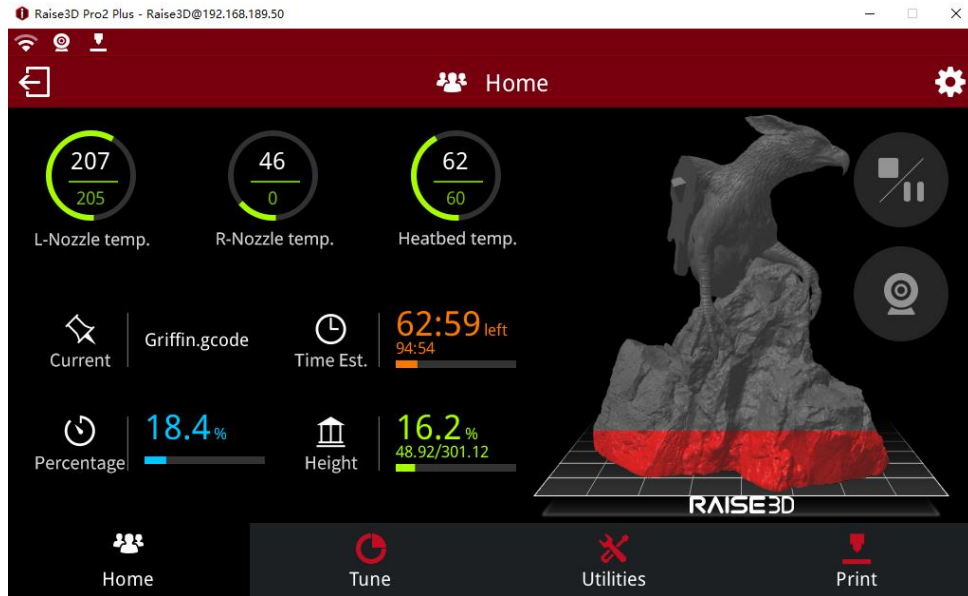 Raise3D Pro2 Plus - Raise3D@192.168.189.50
Home
207
205
L-Nozzle temp.
46
0
R-Nozzle temp.
62
60
Heatbed temp.
Current
Griffin.gcode
Time Est.
62:59 left
94:54
Percentage
18.4 %
Height
16.2 %
48.92/301.12
RAISE3D
Home
Tune
Utilities
Print